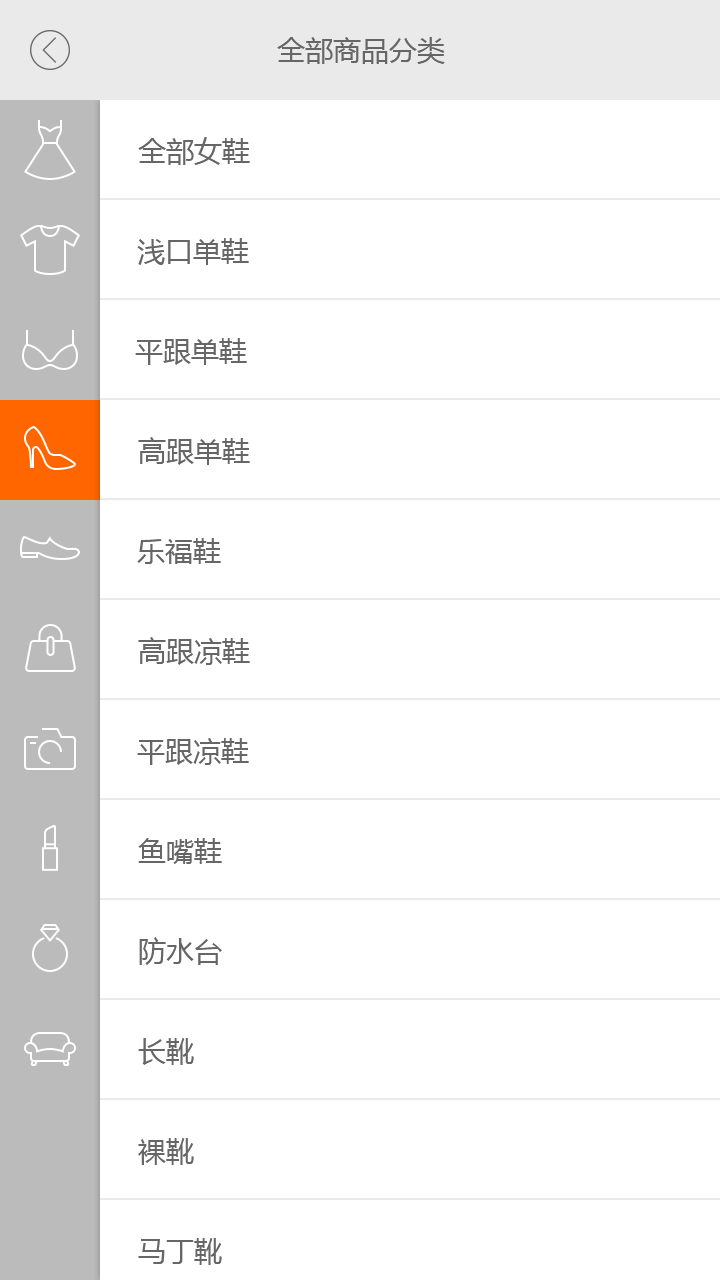 全部商品分类
全部女鞋
浅口单鞋
平跟单鞋
高跟单鞋
乐福鞋
高跟凉鞋
平跟凉鞋
鱼嘴鞋
防水台
长靴
裸靴
马丁靴